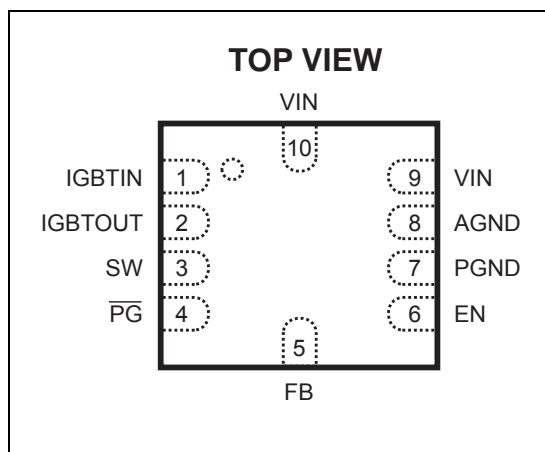 TOP VIEW
VIN
10
IGBTIN 1 9 VIN
IGBTOUT 2 8 AGND
SW 3 7 PGND
P̅G̅ 4 6 EN
5
FB